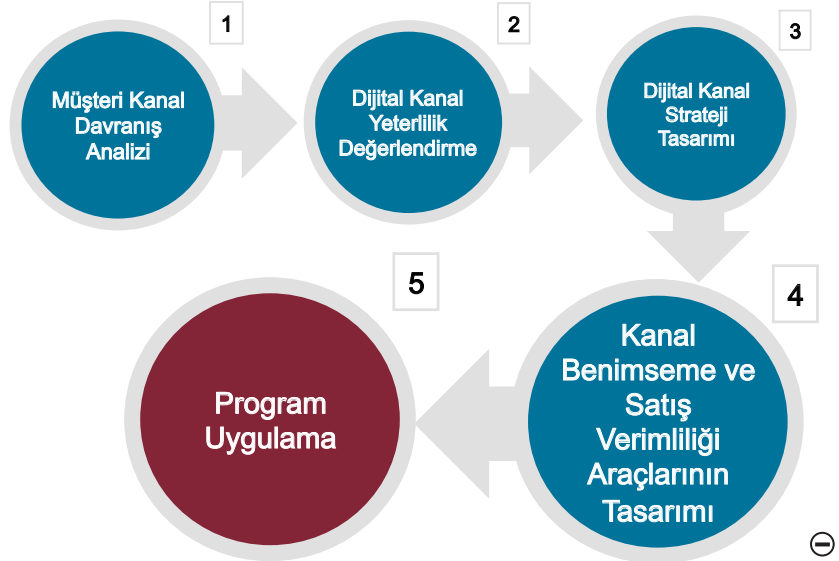 1
Müşteri Kanal
Davranış
Analizi
2
Dijital Kanal
Yeterlilik
Değerlendirme
3
Dijital Kanal
Strateji
Tasarımı
4
Kanal
Benimseme ve
Satış
Verimliliği
Araçlarının
Tasarımı
5
Program
Uygulama